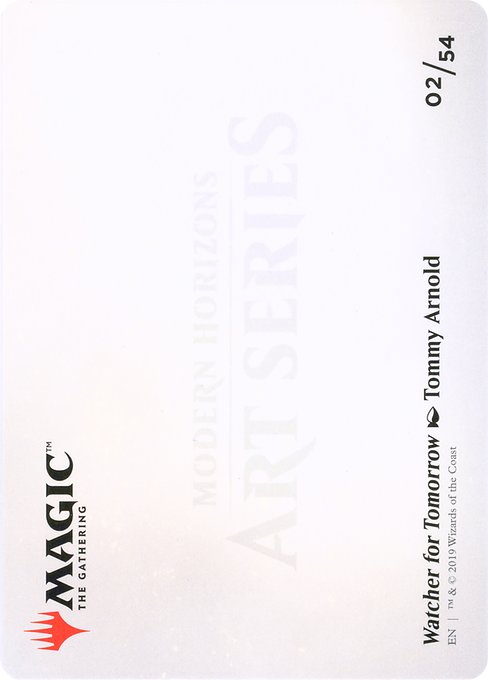 MAGIC™
THE GATHERING
MODERN HORIZONS
ART SERIES
02/54
Watcher for Tomorrow Tommy Arnold
EN | ™ & © 2019 Wizards of the Coast